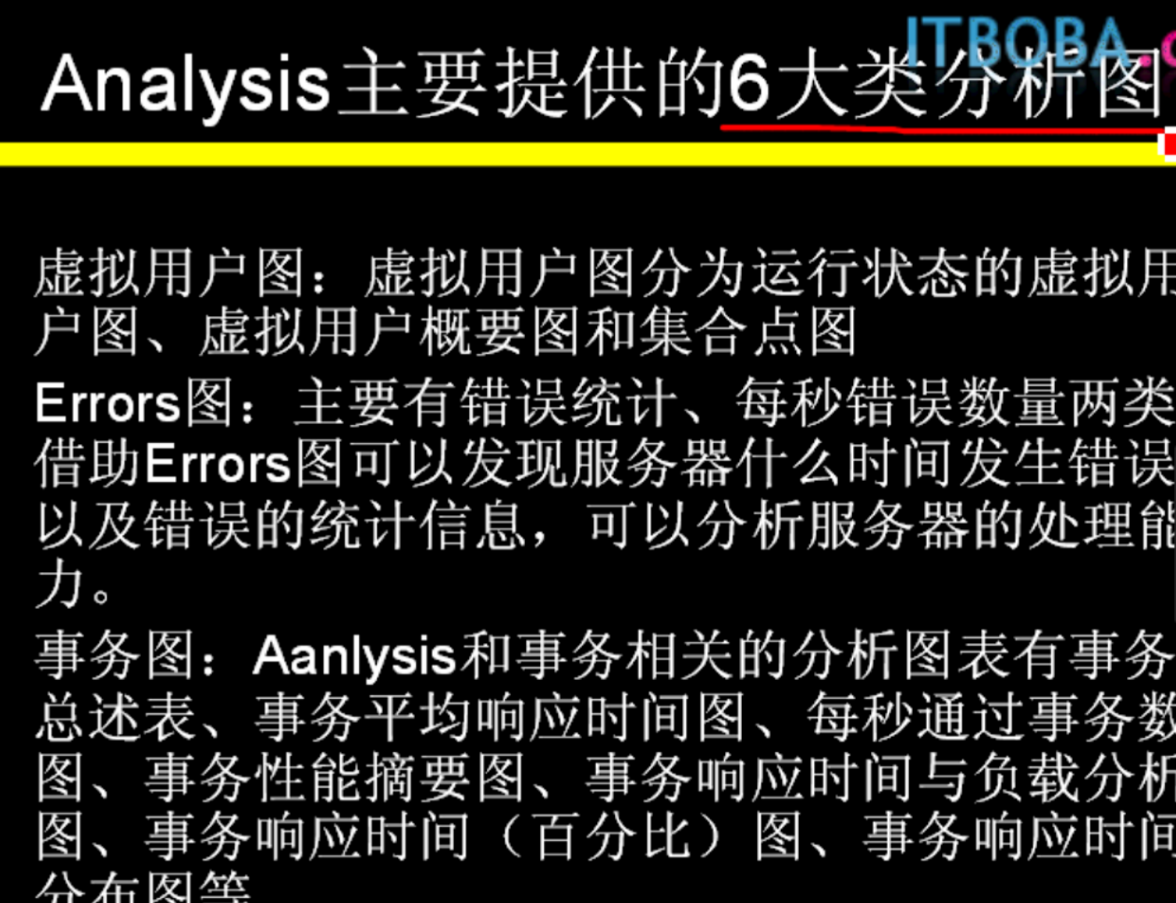 ITBOBA.
Analysis主要提供的6大类分析图
虚拟用户图：虚拟用户图分为运行状态的虚拟用
户图、虚拟用户概要图和集合点图
Errors图：主要有错误统计、每秒错误数量两类
借助Errors图可以发现服务器什么时间发生错误
以及错误的统计信息，可以分析服务器的处理能
力。
事务图：Aanlysis和事务相关的分析图表有事务
总述表、事务平均响应时间图、每秒通过事务数
图、事务性能摘要图、事务响应时间与负载分析
图、事务响应时间（百分比）图、事务响应时间
分布图等